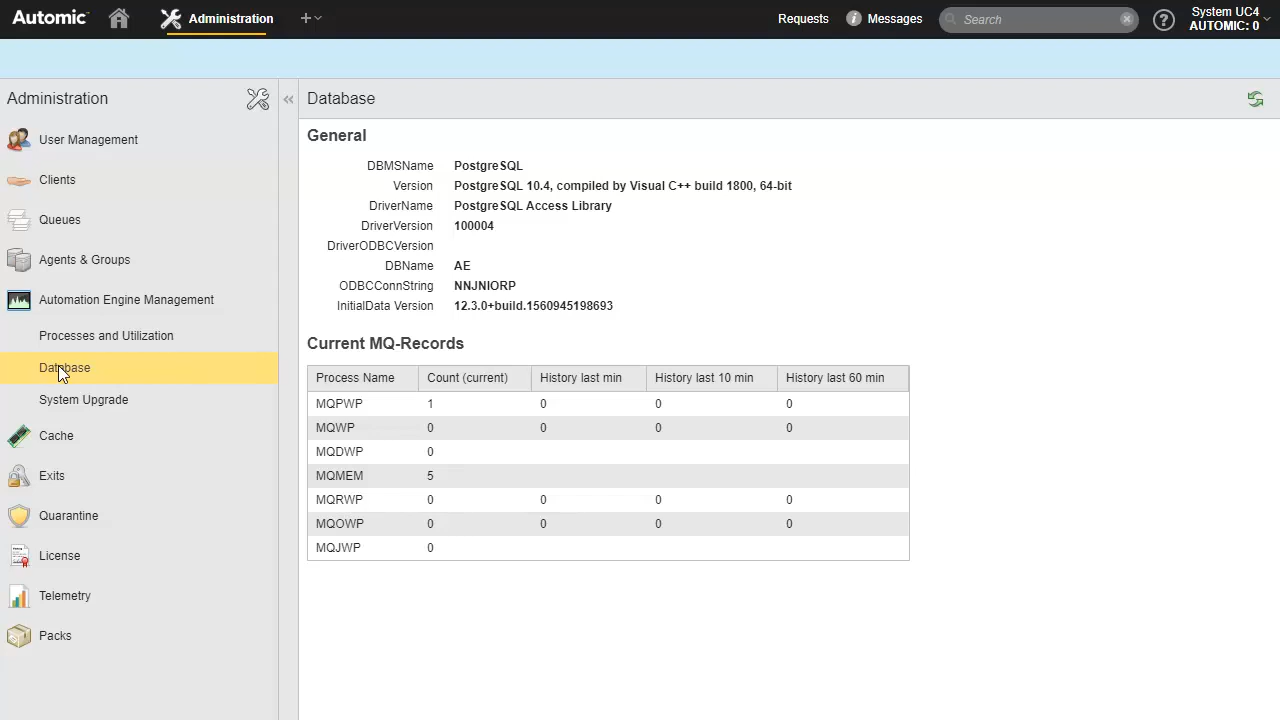 Automic
Administration
Requests
Messages
Search
System UC4
AUTOMIC: 0
Administration
User Management
Clients
Queues
Agents & Groups
Automation Engine Management
Processes and Utilization
Database
System Upgrade
Cache
Exits
Quarantine
License
Telemetry
Packs
Database
General
DBMSName PostgreSQL
Version PostgreSQL 10.4, compiled by Visual C++ build 1800, 64-bit
DriverName PostgreSQL Access Library
DriverVersion 100004
DriverODBCVersion
DBName AE
ODBCConnString NNJNIORP
InitialData Version 12.3.0+build.1560945198693
Current MQ-Records
Process Name Count (current) History last min History last 10 min History last 60 min
MQPWP 1 0 0 0
MQWP 0 0 0 0
MQDWP 0
MQMEM 5
MQRWP 0 0 0 0
MQOWP 0 0 0 0
MQJWP 0